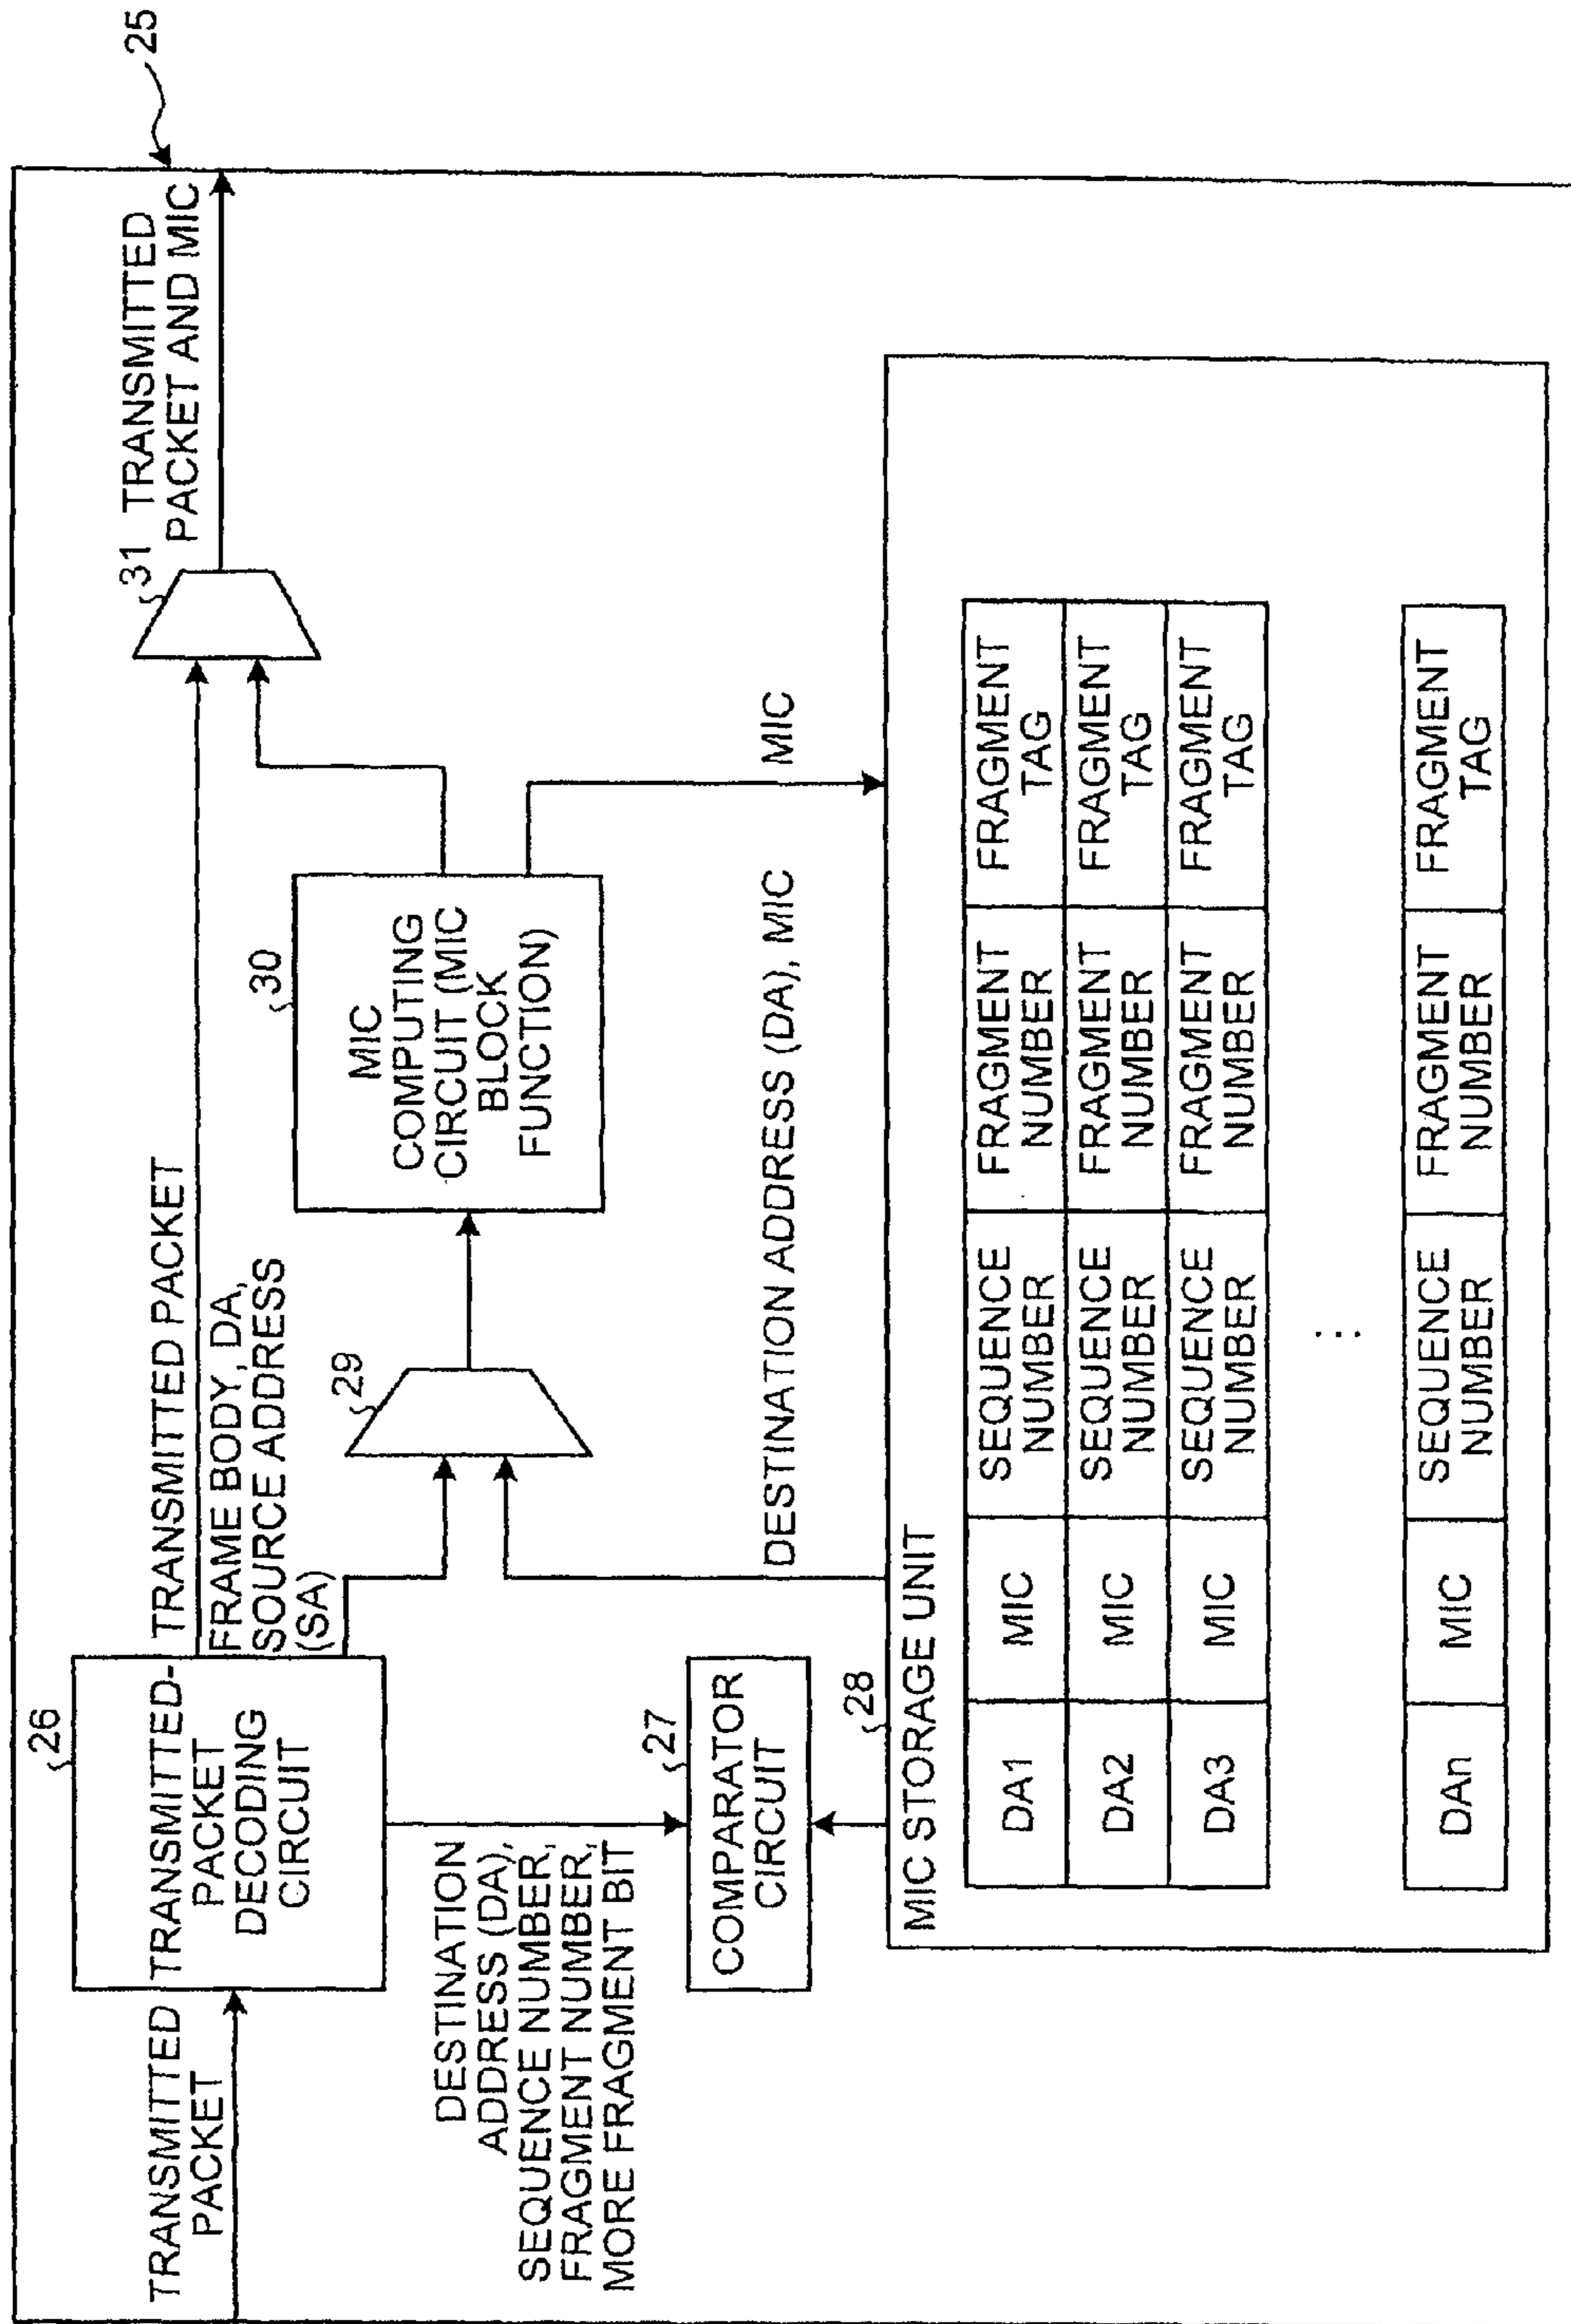 25
TRANSMITTED
PACKET
26
TRANSMITTED-
PACKET
DECODING
CIRCUIT
TRANSMITTED PACKET
FRAME BODY, DA,
SOURCE ADDRESS
(SA)
31
TRANSMITTED
PACKET AND MIC
29
30
MIC
COMPUTING
CIRCUIT (MIC
BLOCK
FUNCTION)
DESTINATION
ADDRESS (DA),
SEQUENCE NUMBER,
FRAGMENT NUMBER,
MORE FRAGMENT BIT
27
COMPARATOR
CIRCUIT
DESTINATION ADDRESS (DA), MIC
MIC
28
MIC STORAGE UNIT
DA1
MIC
SEQUENCE
NUMBER
FRAGMENT
NUMBER
FRAGMENT
TAG
DA2
MIC
SEQUENCE
NUMBER
FRAGMENT
NUMBER
FRAGMENT
TAG
DA3
MIC
SEQUENCE
NUMBER
FRAGMENT
NUMBER
FRAGMENT
TAG
...
DAn
MIC
SEQUENCE
NUMBER
FRAGMENT
NUMBER
FRAGMENT
TAG